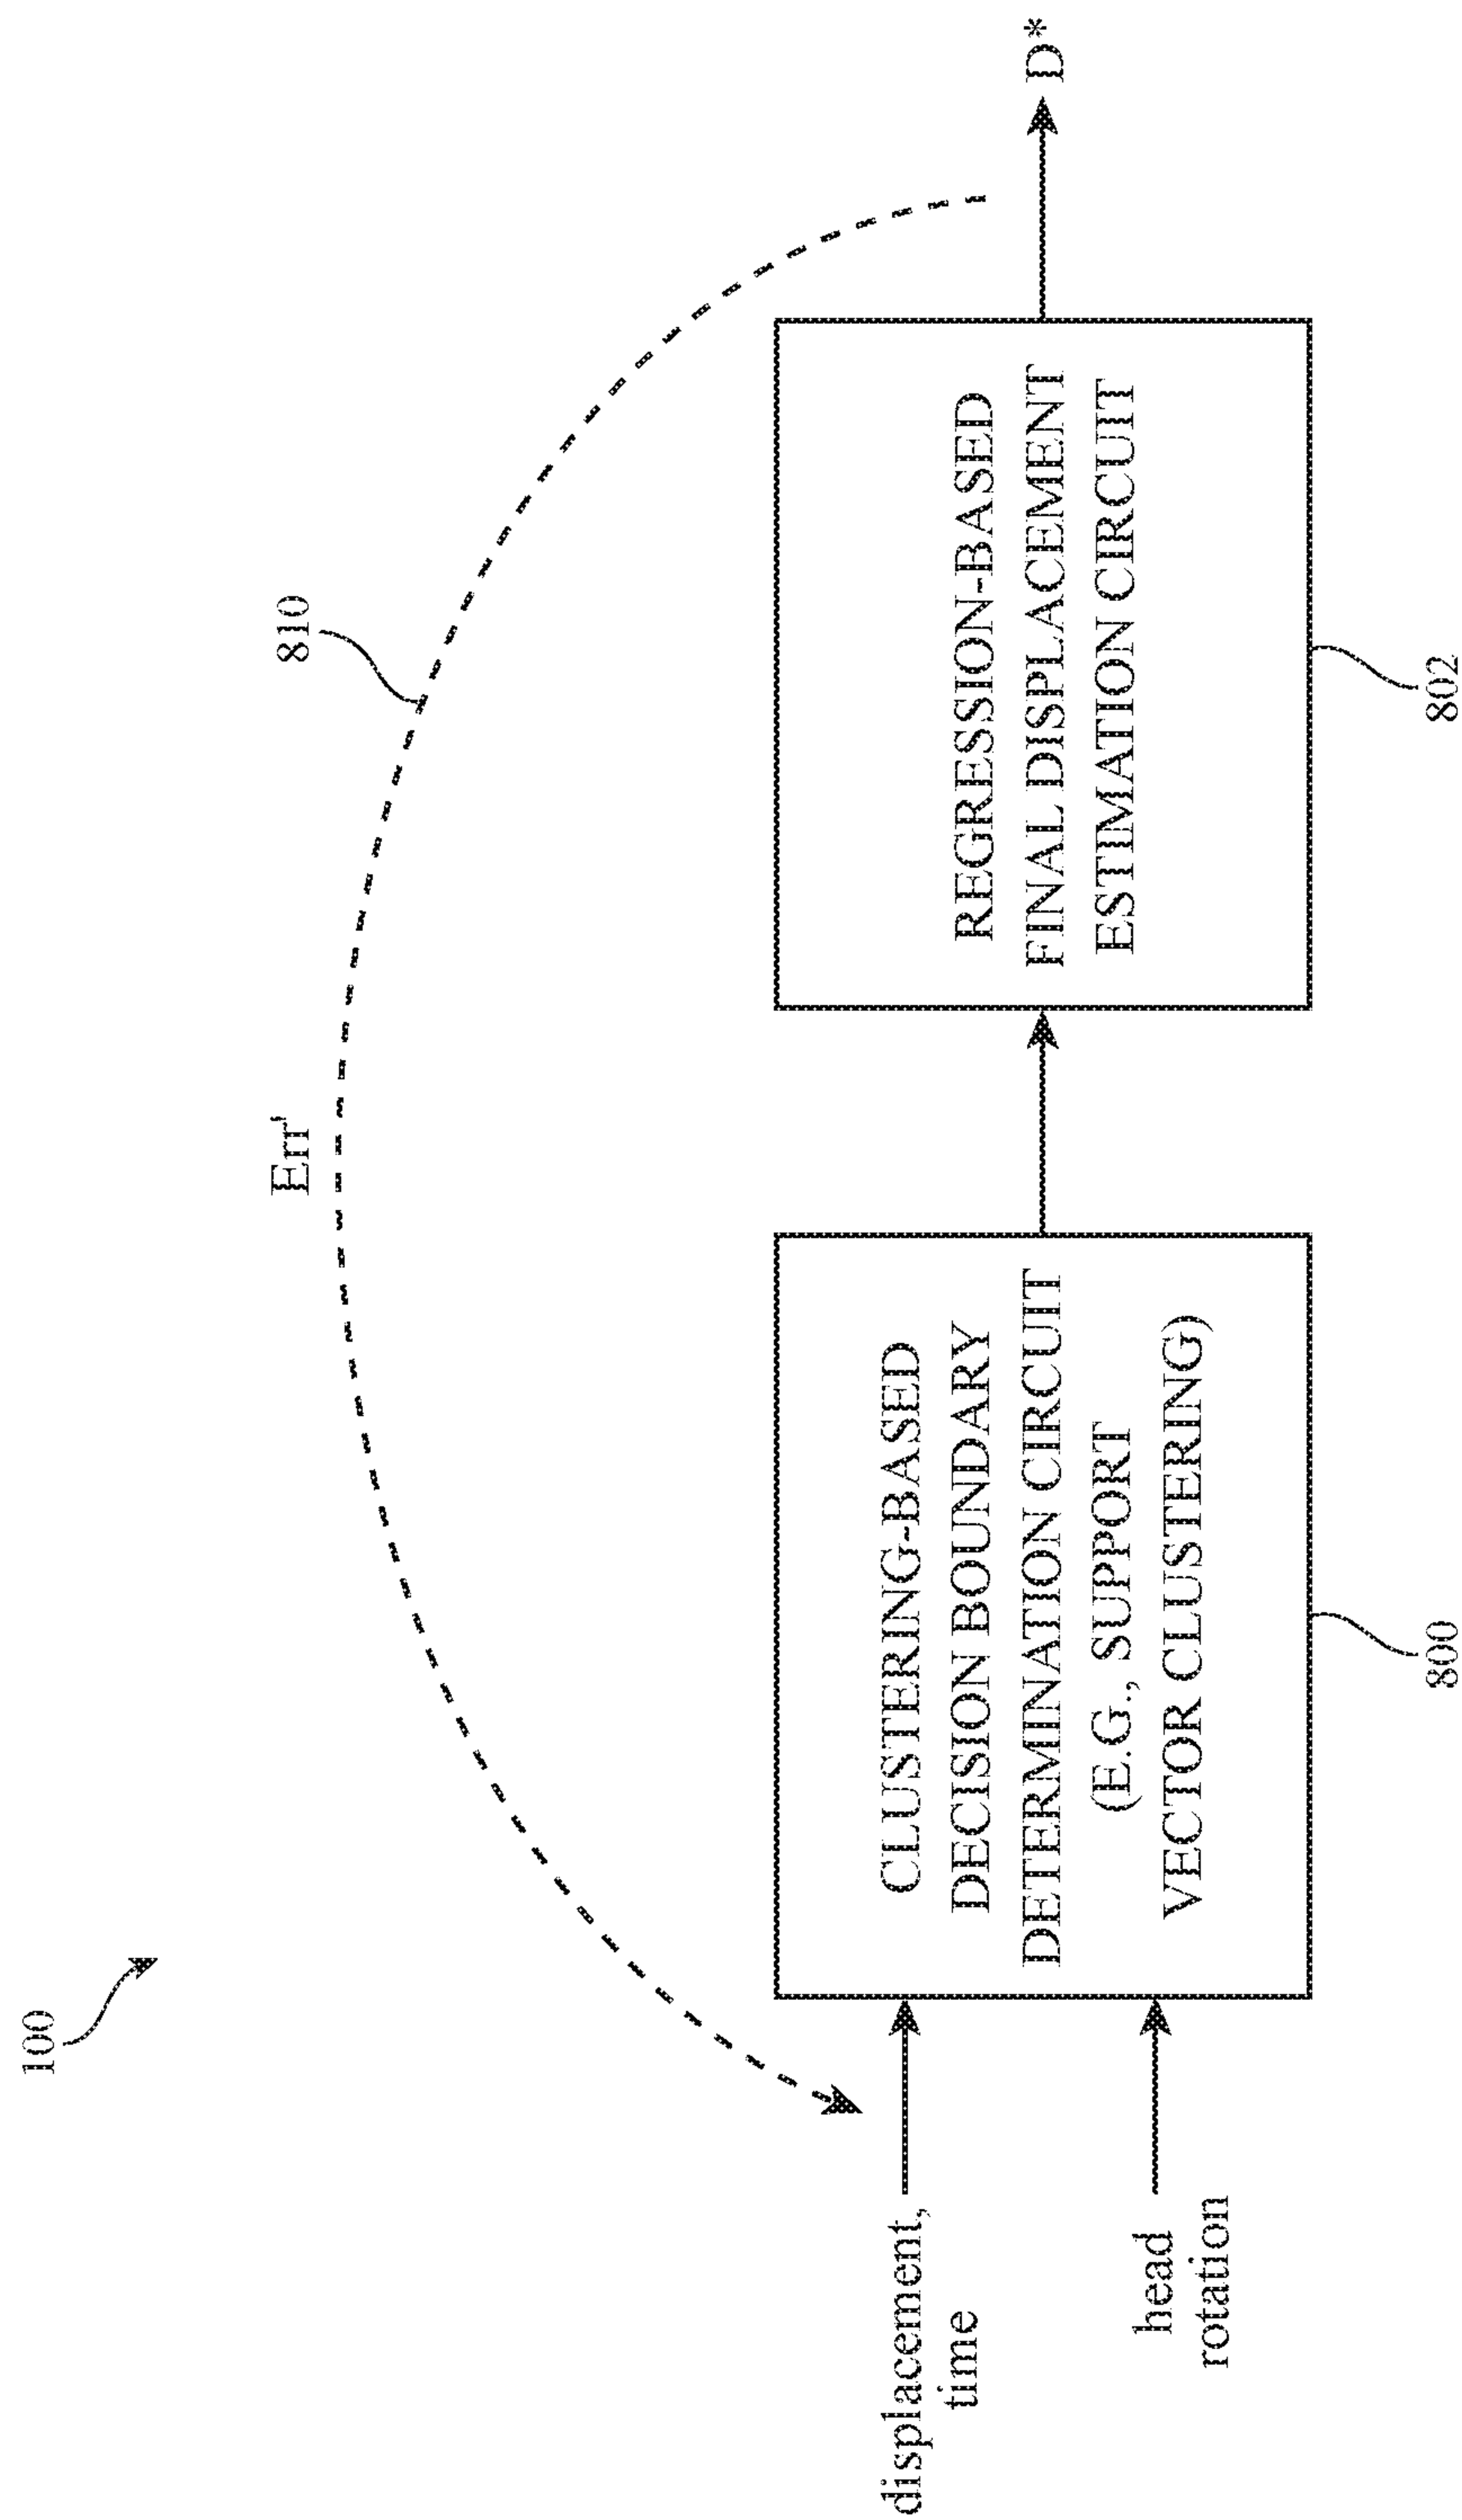 100
Err'
810
displacement,
time
head
rotation
CLUSTERING-BASED
DECISION BOUNDARY
DETERMINATION CIRCUIT
(E.G., SUPPORT
VECTOR CLUSTERING)
800
REGRESSION-BASED
FINAL DISPLACEMENT
ESTIMATION CIRCUIT
802
D*